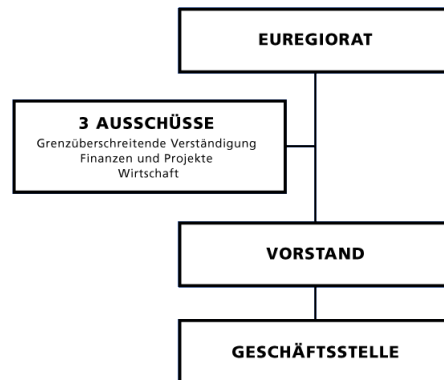 EUREGIORAT
3 AUSSCHÜSSE
Grenzüberschreitende Verständigung
Finanzen und Projekte
Wirtschaft
VORSTAND
GESCHÄFTSSTELLE